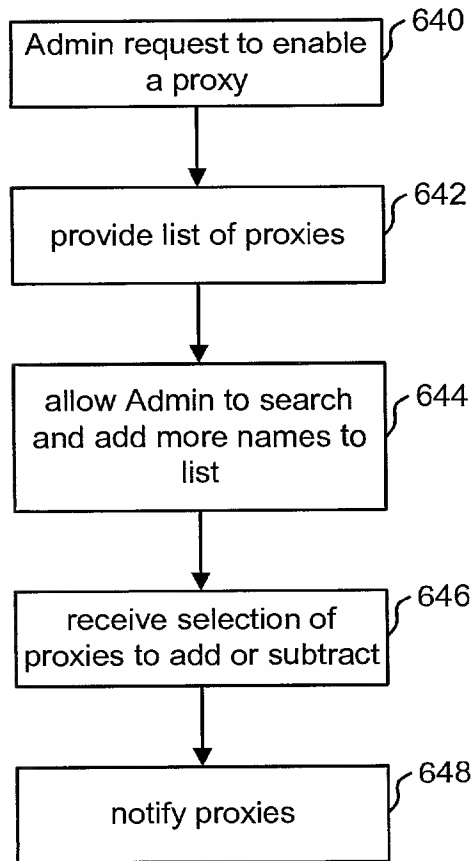 640
Admin request to enable
a proxy
642
provide list of proxies
644
allow Admin to search
and add more names to
list
646
receive selection of
proxies to add or subtract
648
notify proxies